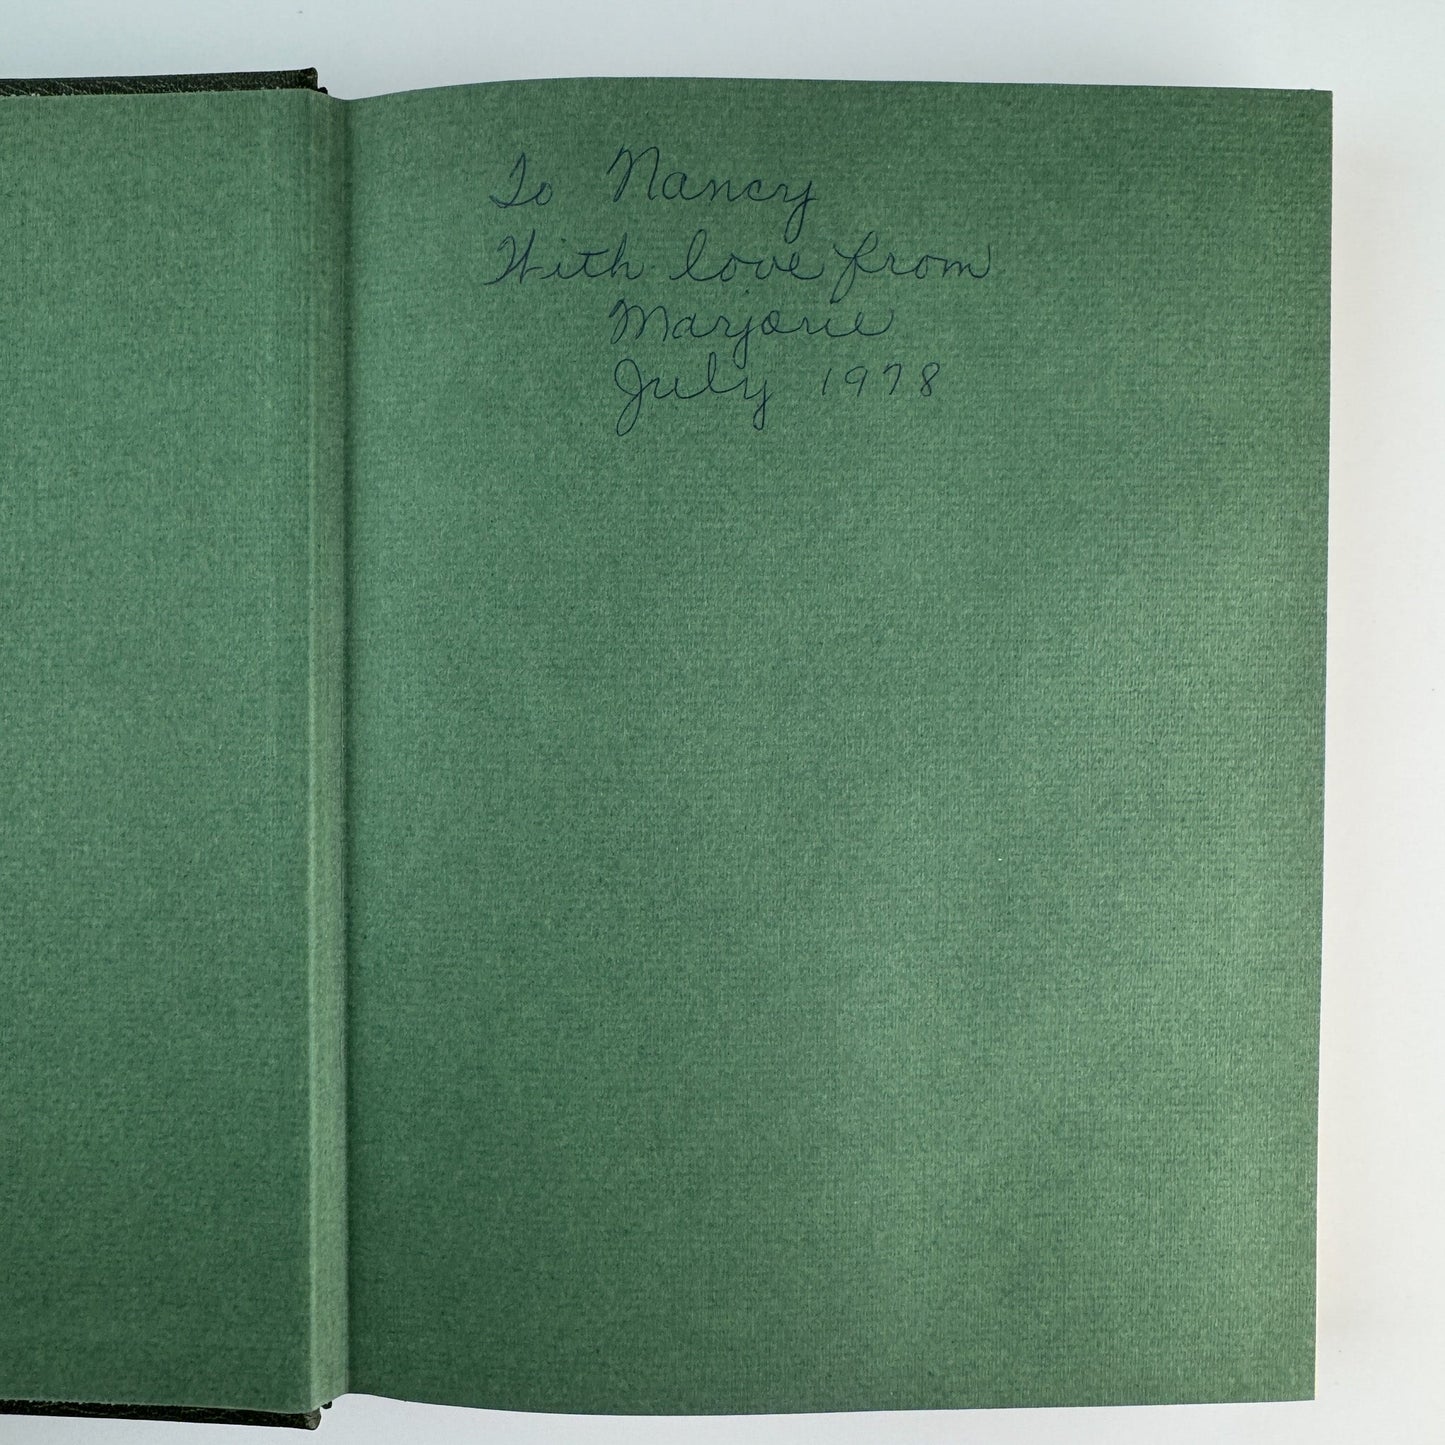 To Nancy
With love from
Marjorie
July 1978